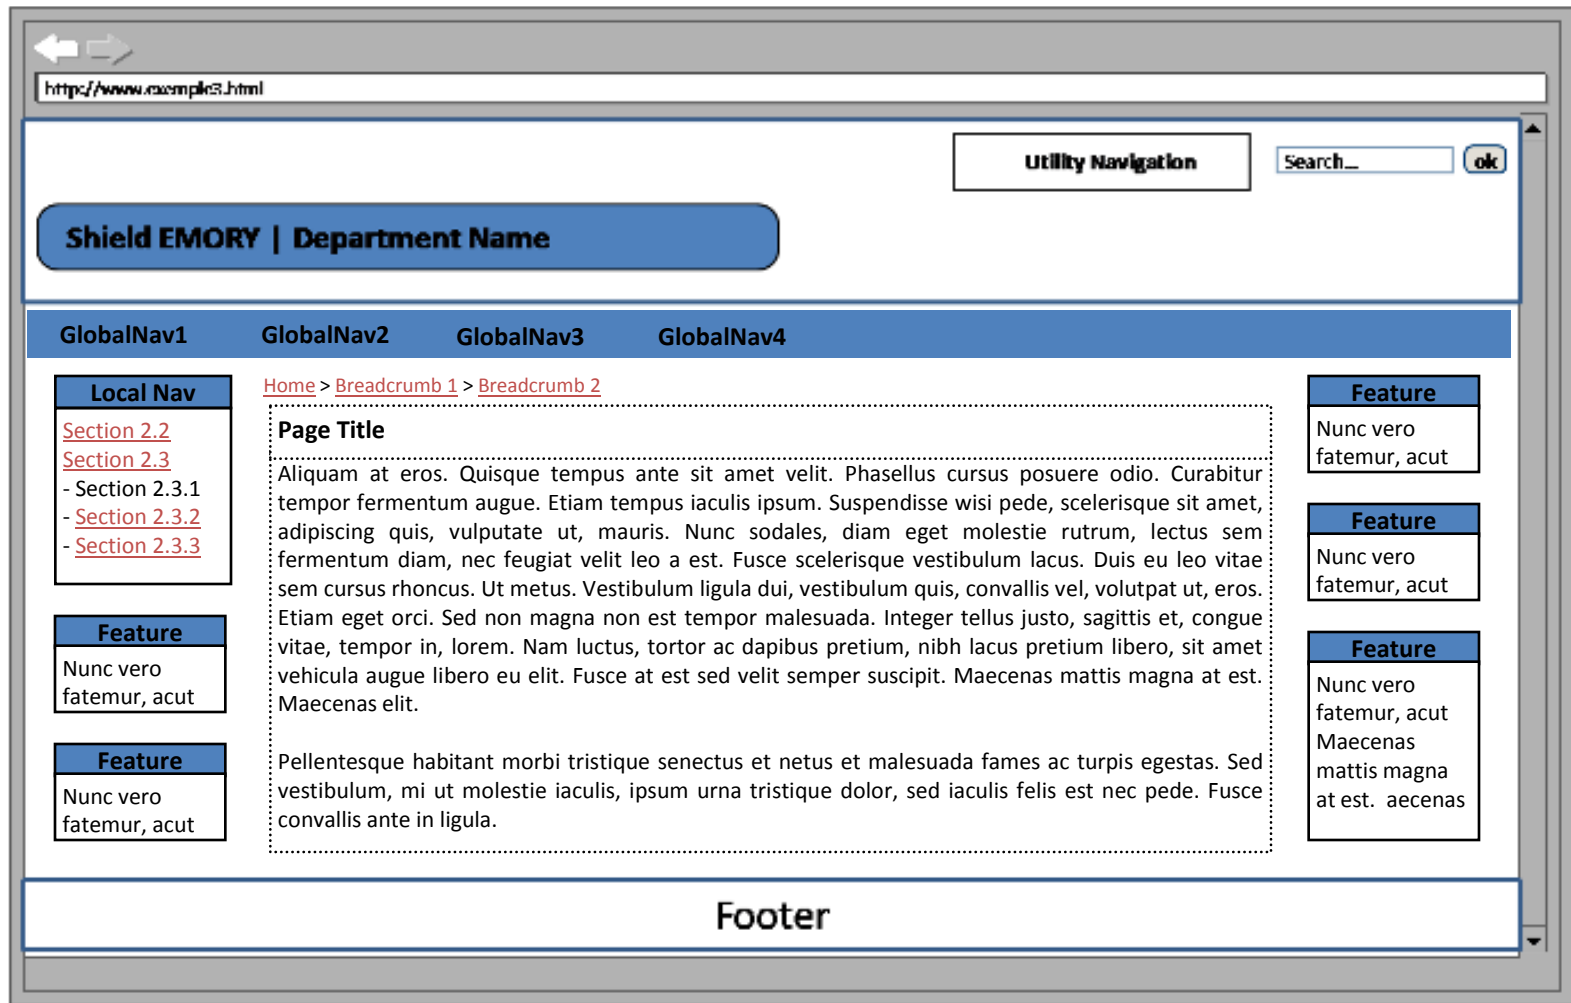 http://www.exemple3.html
Utility Navigation
Search...
ok
Shield EMORY | Department Name
GlobalNav1 GlobalNav2 GlobalNav3 GlobalNav4
Local Nav
Section 2.2
Section 2.3
- Section 2.3.1
- Section 2.3.2
- Section 2.3.3
Feature
Nunc vero
fatemur, acut
Feature
Nunc vero
fatemur, acut
Home > Breadcrumb 1 > Breadcrumb 2
Page Title
Aliquam at eros. Quisque tempus ante sit amet velit. Phasellus cursus posuere odio. Curabitur
tempor fermentum augue. Etiam tempus iaculis ipsum. Suspendisse wisi pede, scelerisque sit amet,
adipiscing quis, vulputate ut, mauris. Nunc sodales, diam eget molestie rutrum, lectus sem
fermentum diam, nec feugiat velit leo a est. Fusce scelerisque vestibulum lacus. Duis eu leo vitae
sem cursus rhoncus. Ut metus. Vestibulum ligula dui, vestibulum quis, convallis vel, volutpat ut, eros.
Etiam eget orci. Sed non magna non est tempor malesuada. Integer tellus justo, sagittis et, congue
vitae, tempor in, lorem. Nam luctus, tortor ac dapibus pretium, nibh lacus pretium libero, sit amet
vehicula augue libero eu elit. Fusce at est sed velit semper suscipit. Maecenas mattis magna at est.
Maecenas elit.
Pellentesque habitant morbi tristique senectus et netus et malesuada fames ac turpis egestas. Sed
vestibulum, mi ut molestie iaculis, ipsum urna tristique dolor, sed iaculis felis est nec pede. Fusce
convallis ante in ligula.
Feature
Nunc vero
fatemur, acut
Feature
Nunc vero
fatemur, acut
Feature
Nunc vero
fatemur, acut
Maecenas
mattis magna
at est.  aecenas
Footer